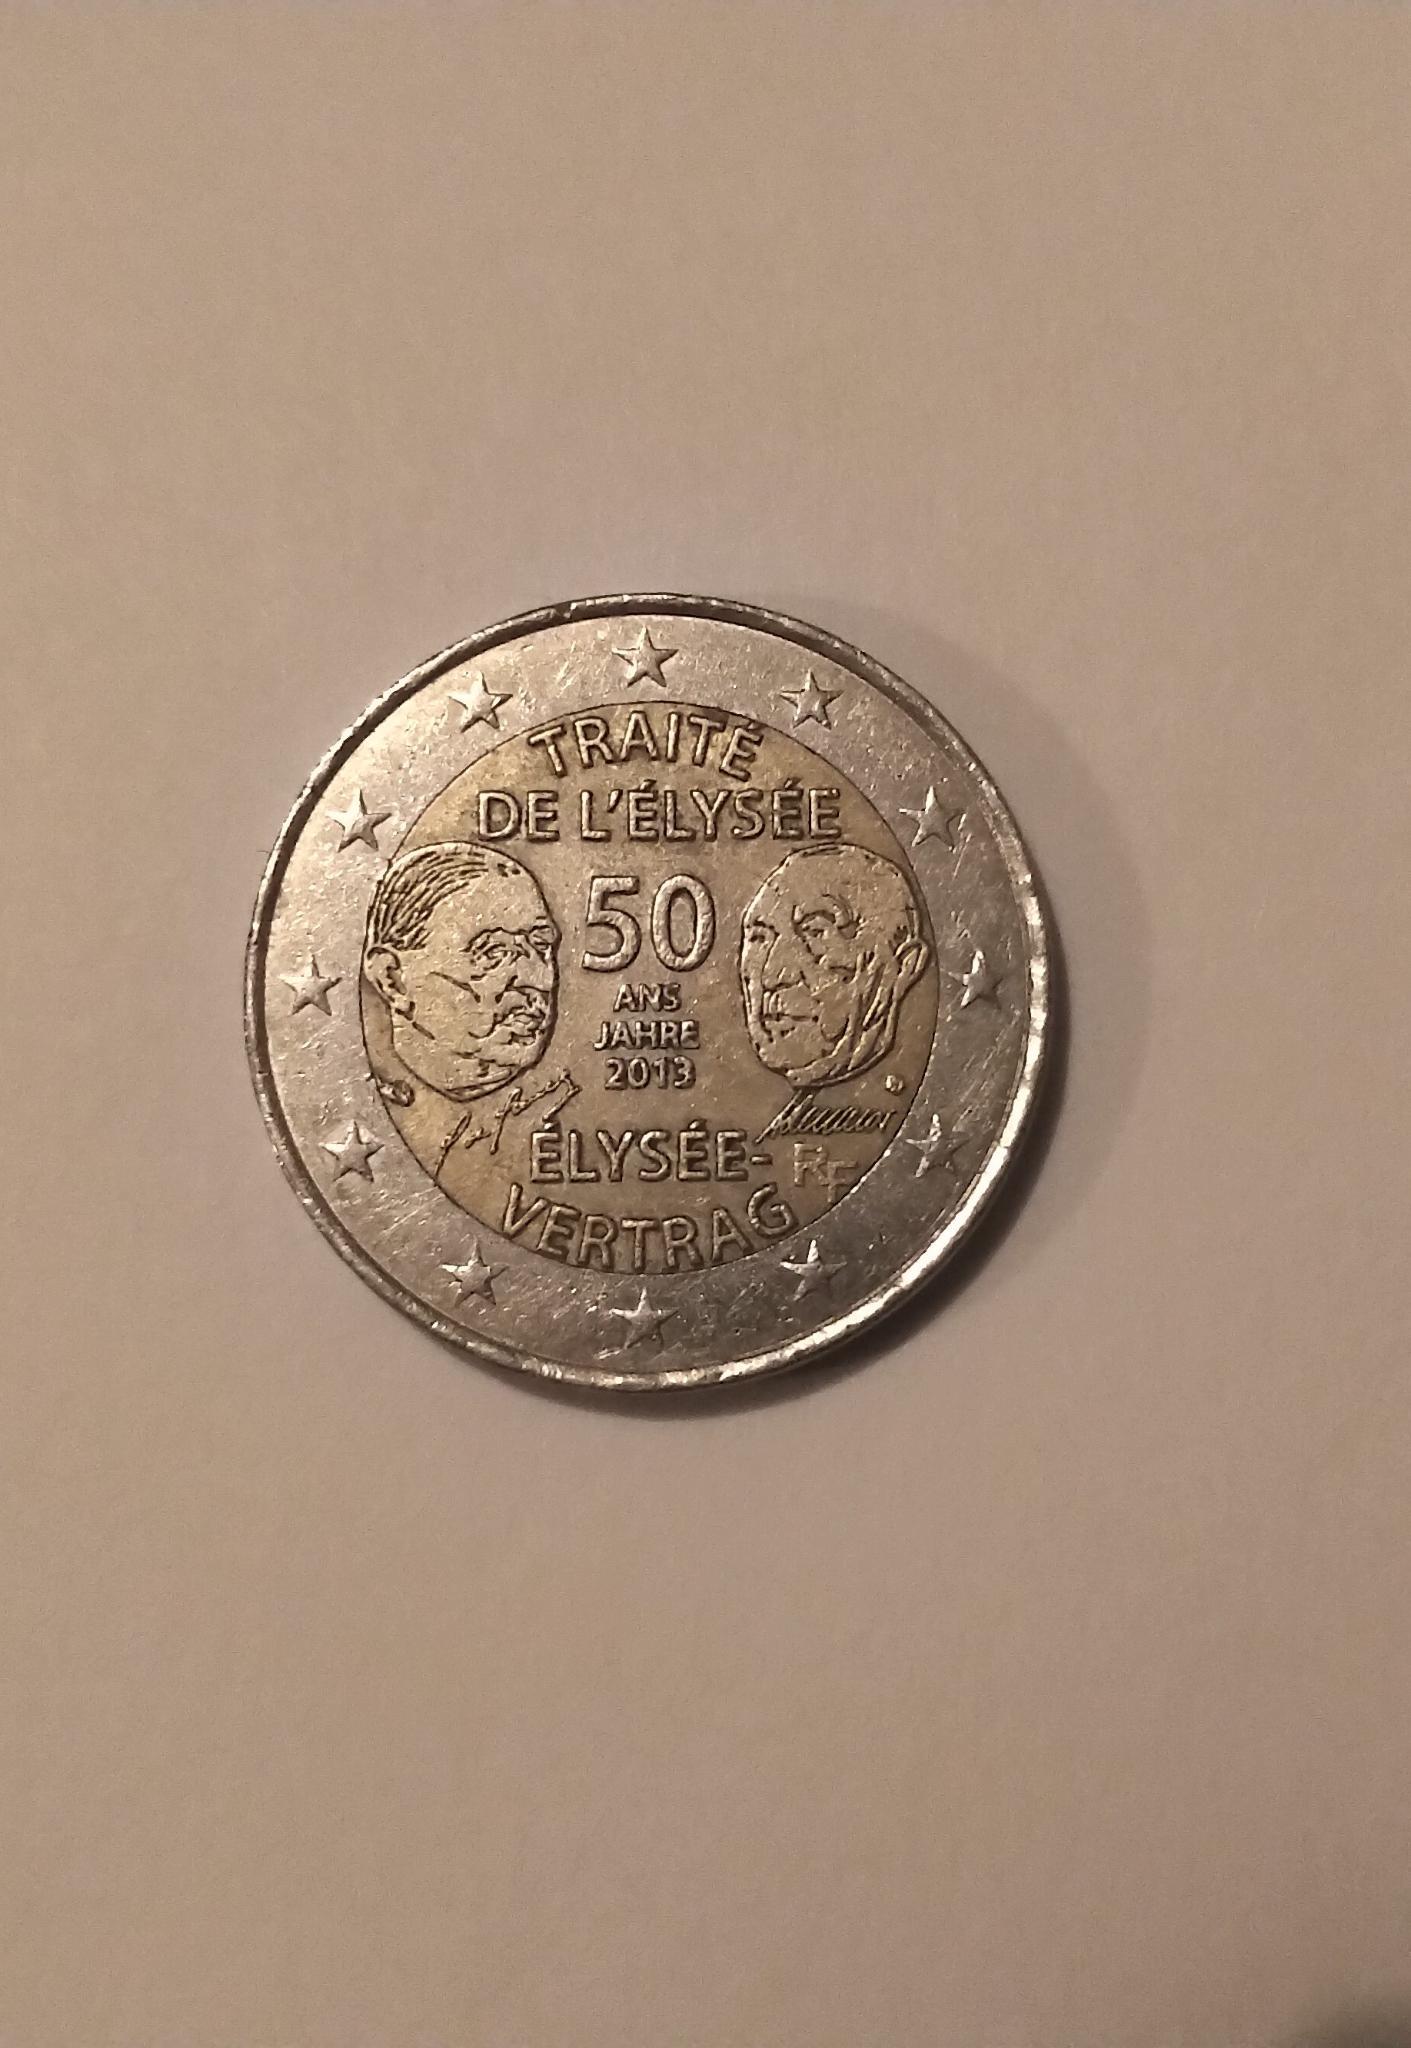 TRAITÉ
DE L'ÉLYSÉE
50
ANS
JAHRE
2013
ÉLYSÉE-
VERTRAG
RF